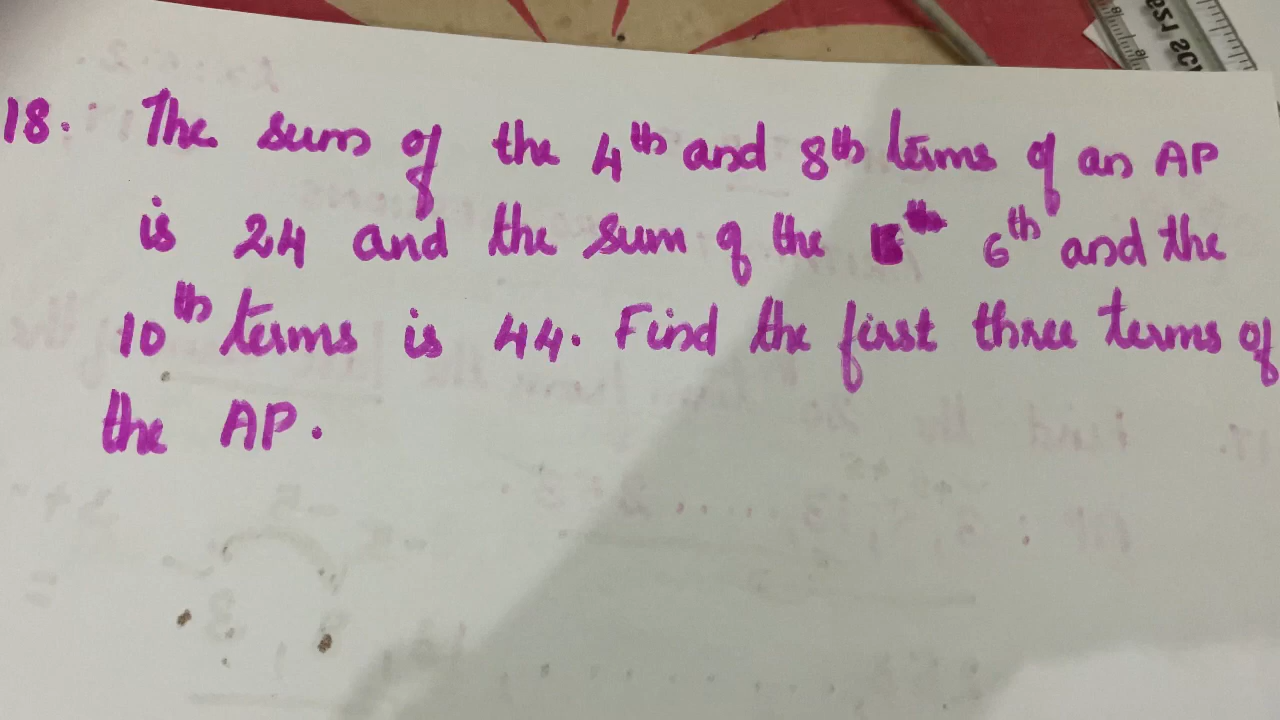 18. The sum of the 4th and 8th terms of an AP
is 24 and the sum of the 6th and the
10th terms is 44. Find the first three terms of
the AP.